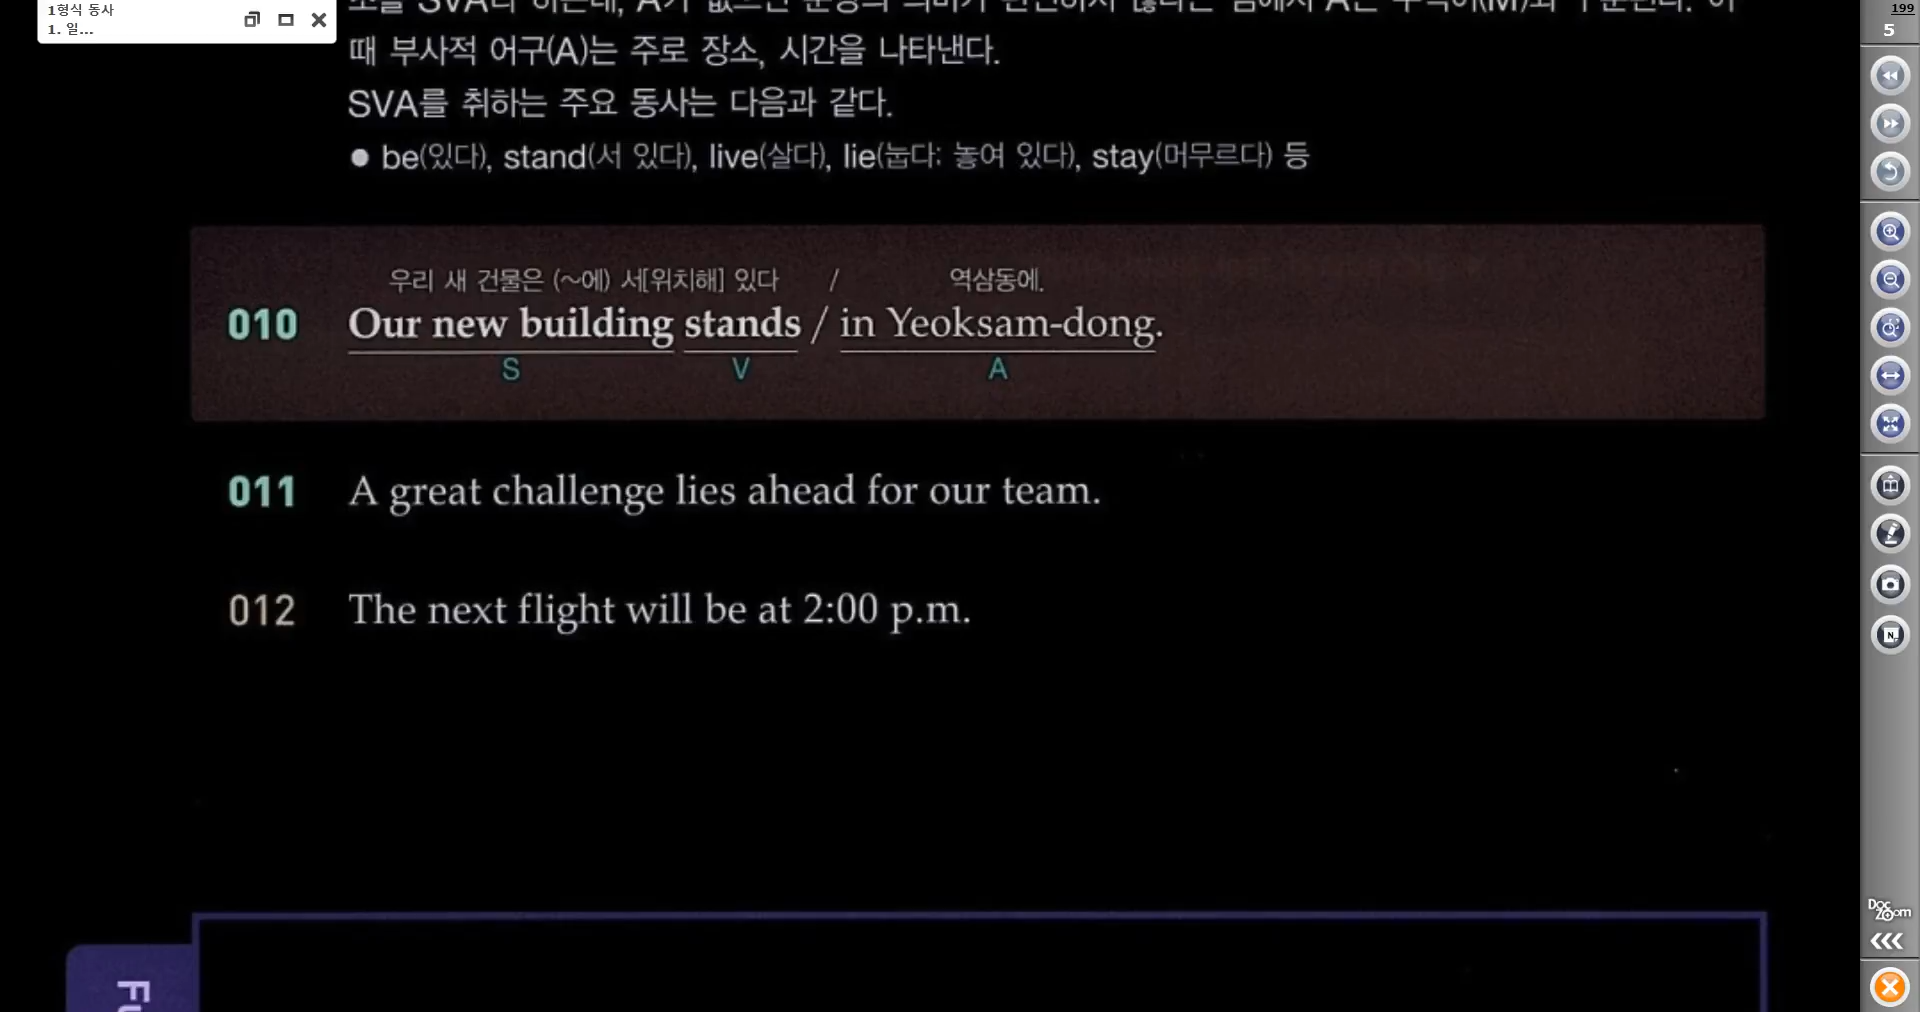 1형식 동사
1. 일...
199
5
때 부사적 어구(A)는 주로 장소, 시간을 나타낸다.
SVA를 취하는 주요 동사는 다음과 같다.
● be(있다), stand(서 있다), live(살다), lie(눕다: 놓여 있다), stay(머무르다) 등
우리 새 건물은 (~에) 서[위치해] 있다 / 역삼동에.
010 Our new building stands / in Yeoksam-dong.
S V A
011 A great challenge lies ahead for our team.
012 The next flight will be at 2:00 p.m.
Doc Zoom